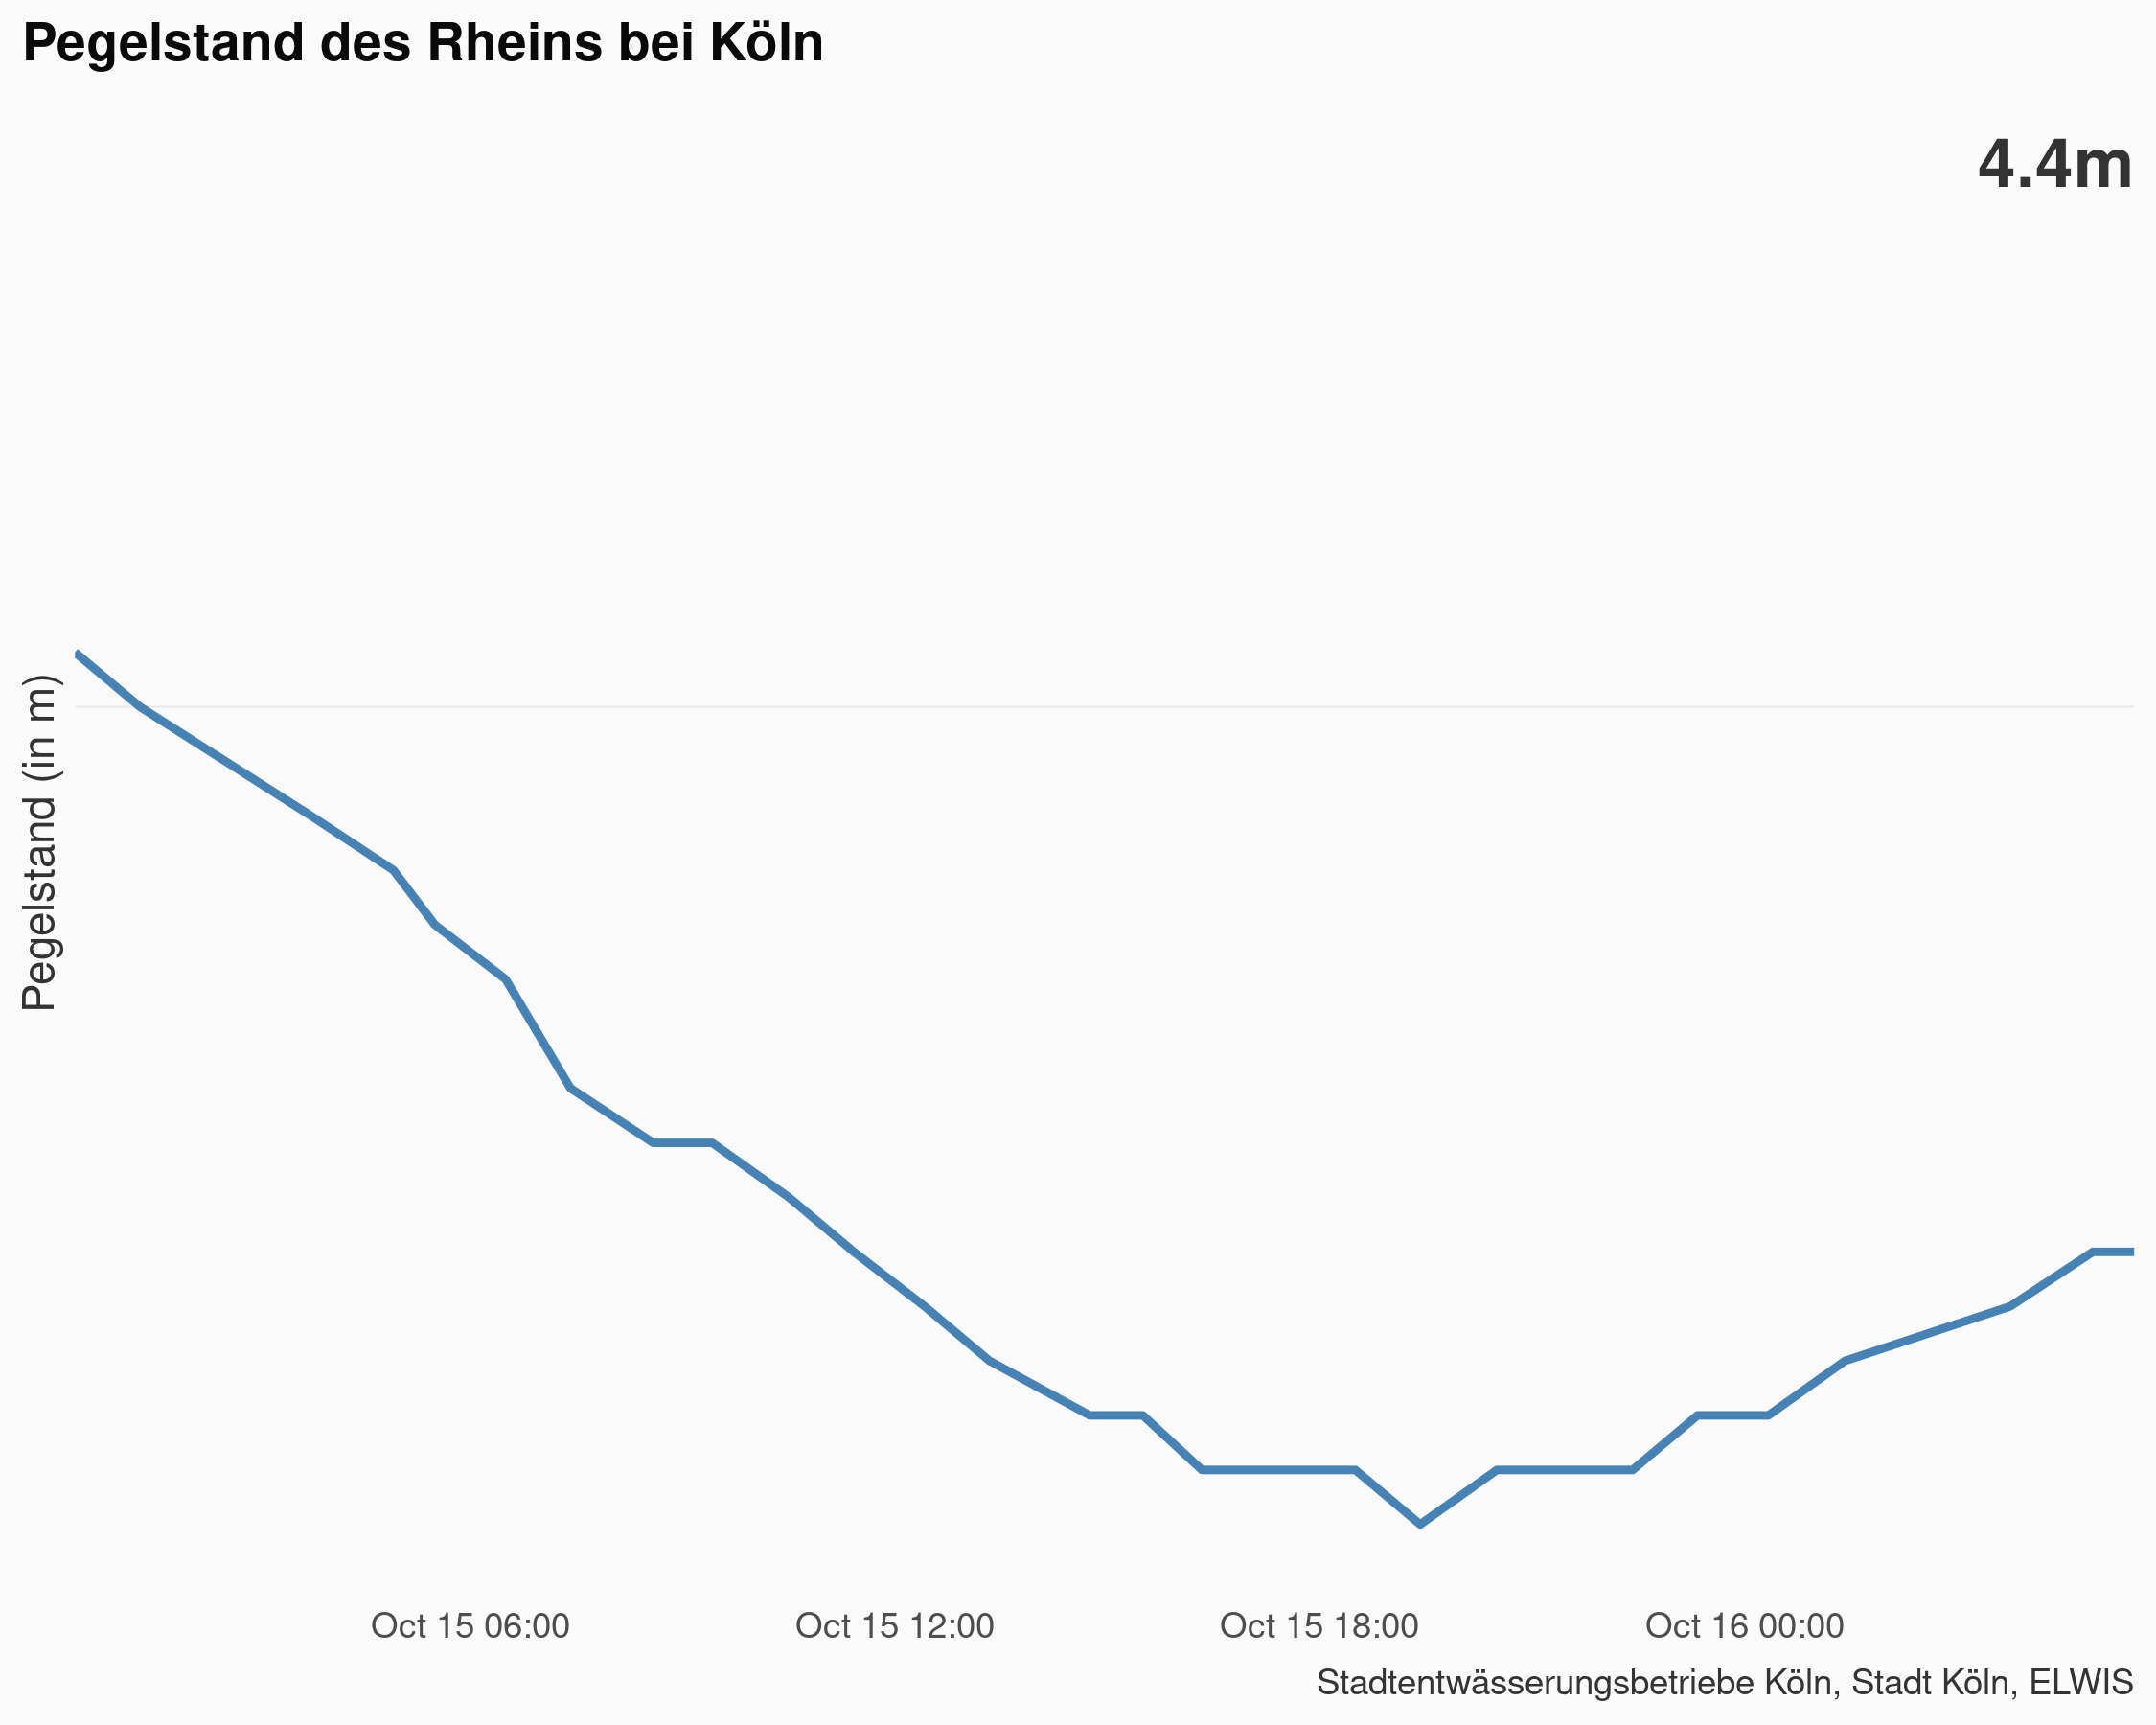 Pegelstand des Rheins bei Köln
4.4m
Pegelstand (in m)
Oct 15 06:00
Oct 15 12:00
Oct 15 18:00
Oct 16 00:00
Stadtentwässerungsbetriebe Köln, Stadt Köln, ELWIS